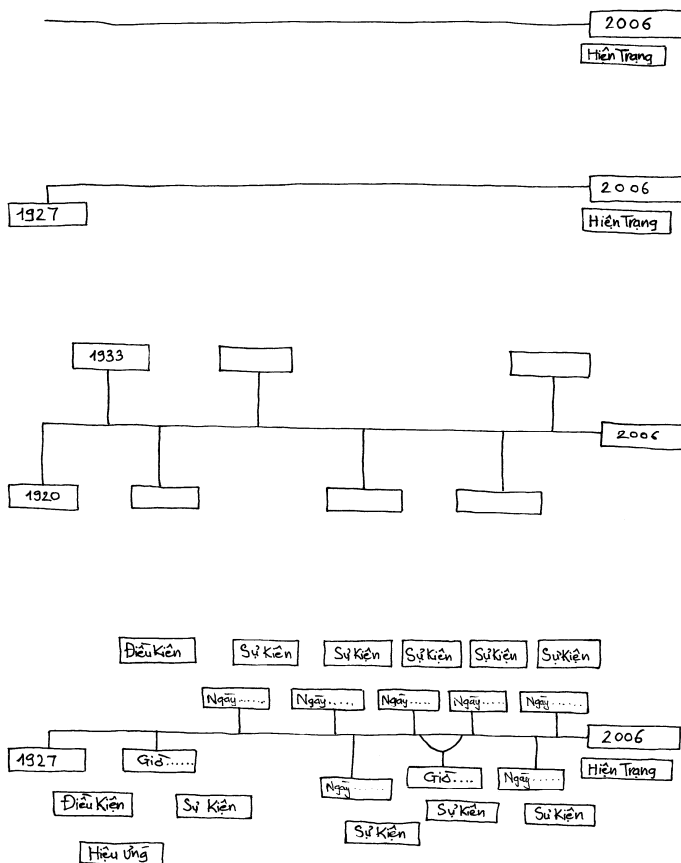 2006
Hiện Trạng
2006
1927
Hiện Trạng
1933
2006
1920
Điều Kiện
Sự Kiện
Sự Kiện
Sự Kiện
Sự Kiện
Sự Kiện
Ngày......
Ngày.....
Ngày.....
Ngày......
Ngày......
2006
1927
Giờ.....
Giờ....
Hiện Trạng
Ngày......
Ngày......
Điều Kiện
Sự Kiện
Sự Kiện
Sự Kiện
Sự Kiện
Hiệu Ứng